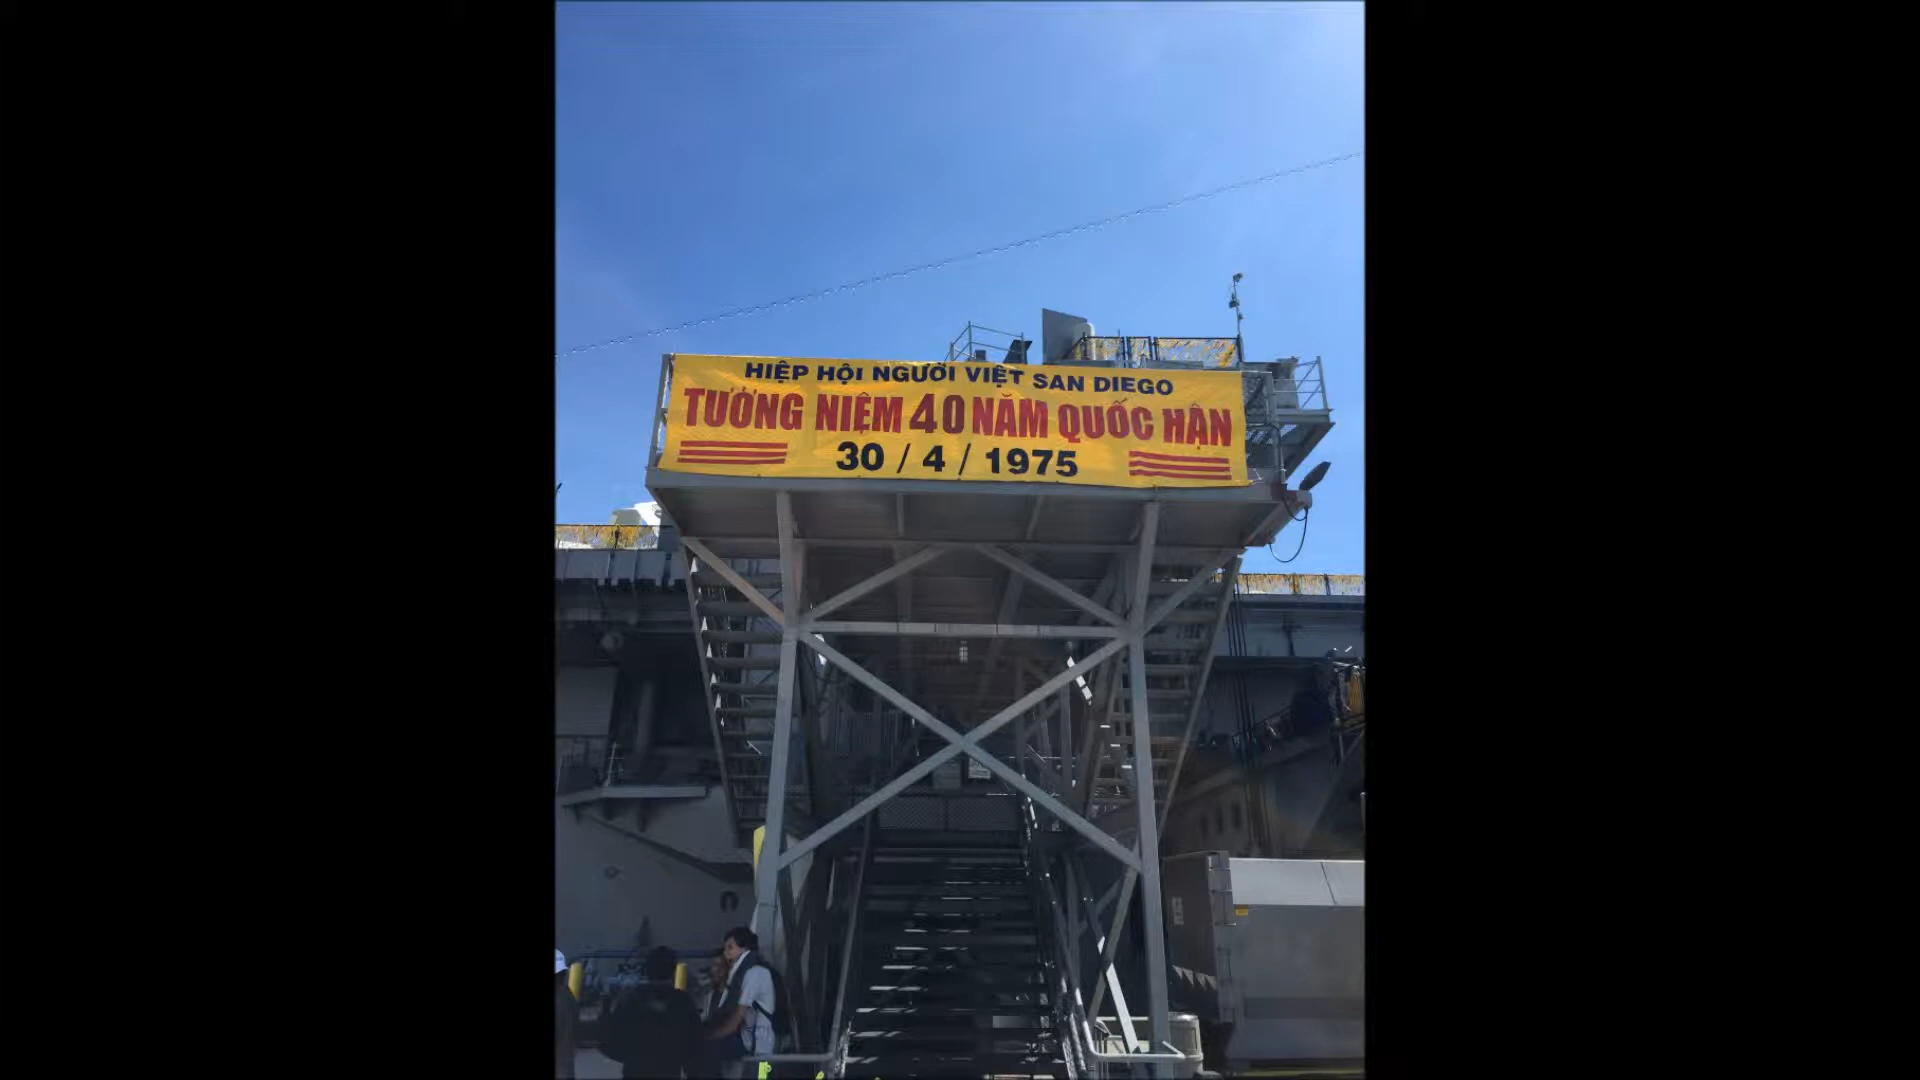 HIỆP HỘI NGƯỜI VIỆT SAN DIEGO
TƯỞNG NIỆM 40 NĂM QUỐC HẬN
30 / 4 / 1975